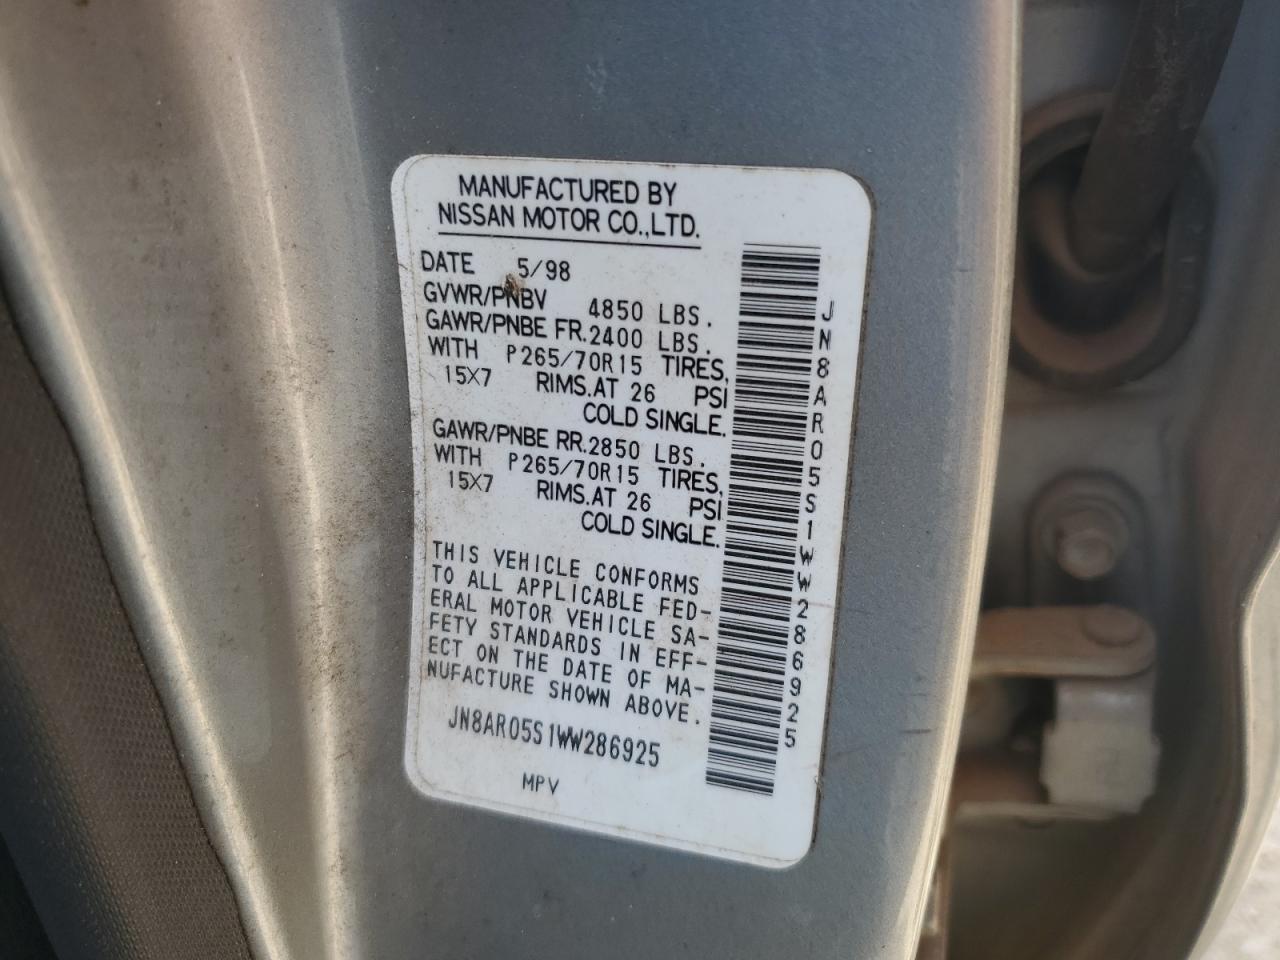 MANUFACTURED BY
NISSAN MOTOR CO.,LTD.
DATE 5/98
GVWR/PNBV 4850 LBS.
GAWR/PNBE FR. 2400 LBS.
WITH P265/70R15 TIRES,
15X7 RIMS. AT 26 PSI
COLD SINGLE.
GAWR/PNBE RR. 2850 LBS.
WITH P265/70R15 TIRES,
15X7 RIMS. AT 26 PSI
COLD SINGLE.
THIS VEHICLE CONFORMS
TO ALL APPLICABLE FED-
ERAL MOTOR VEHICLE SA-
FETY STANDARDS IN EFF-
ECT ON THE DATE OF MA-
NUFACTURE SHOWN ABOVE.
JN8AR05S1WW286925
MPV
JN8AR05S1WW286925